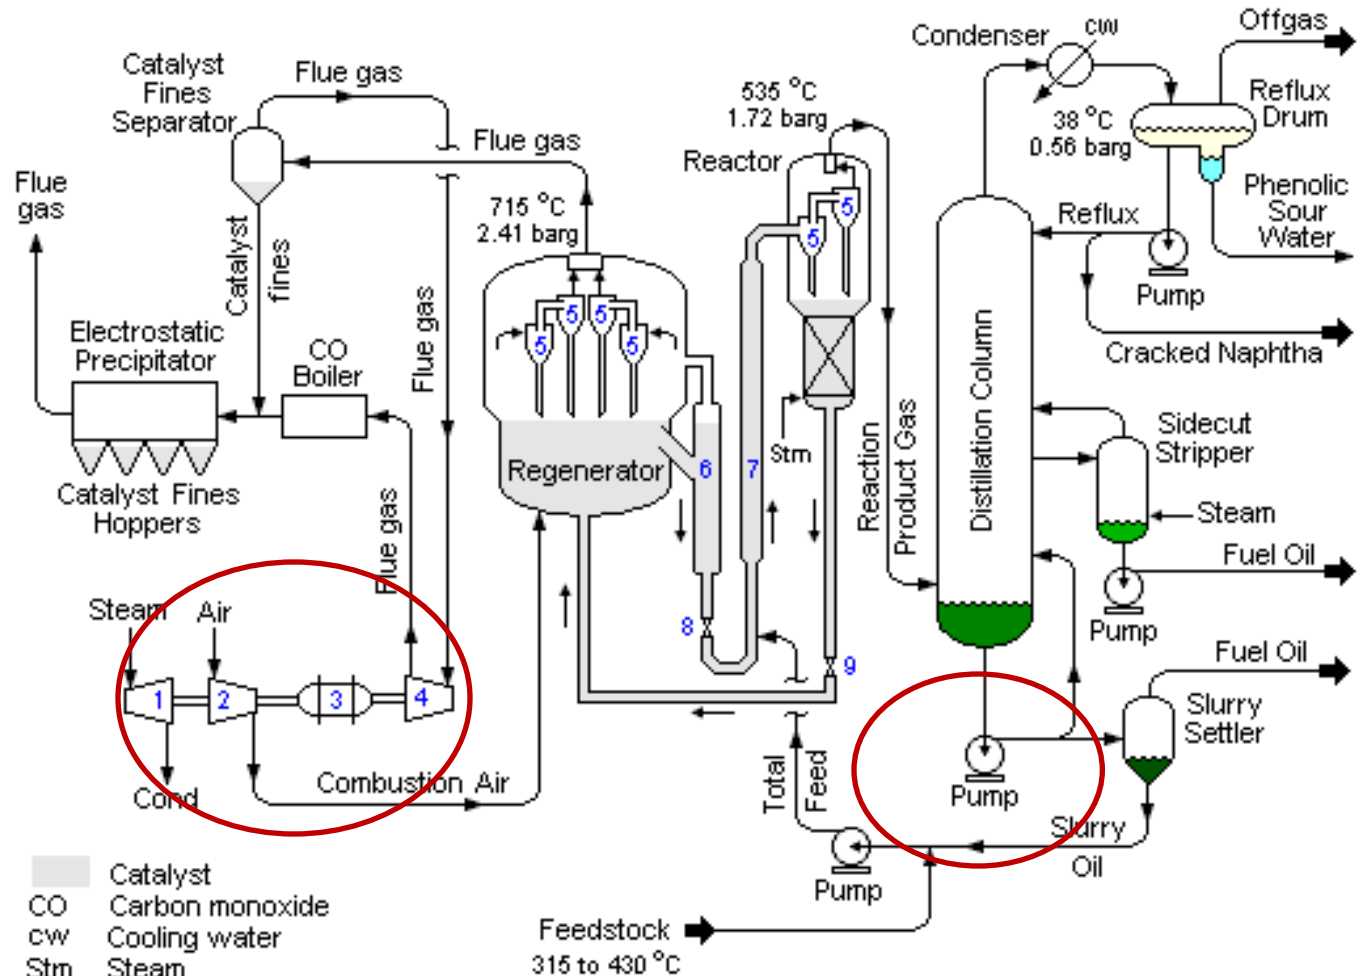 Offgas
Condenser
cw
Catalyst
Fines
Separator
Flue gas
535 °C
1.72 barg
Reflux
Drum
38 °C
0.56 barg
Flue gas
Reactor
Flue
gas
Phenolic
Sour
Water
715 °C
2.41 barg
5
5
Reflux
Catalyst
fines
Pump
5
5
5
5
Electrostatic
Precipitator
CO
Boiler
Flue gas
Cracked Naphtha
Distillation Column
Sidecut
Stripper
Reaction
Product Gas
Stm
Regenerator
6
7
Catalyst Fines
Hoppers
Steam
Flue gas
Fuel Oil
Steam
Air
8
Pump
Fuel Oil
9
1
2
3
4
Slurry
Settler
Combustion Air
Cond
Total
Feed
Pump
Slurry
Oil
Pump
Catalyst
CO Carbon monoxide
cw Cooling water
Stm Steam
Feedstock
315 to 430 °C